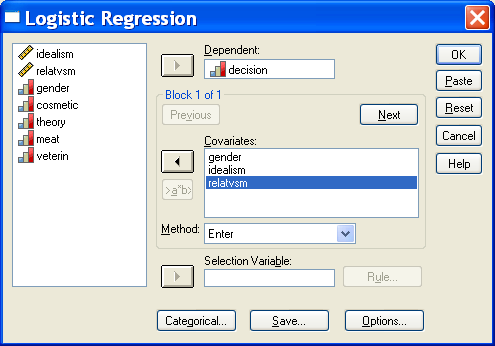 Logistic Regression
idealism
relatvsm
gender
cosmetic
theory
meat
veterin
Dependent:
decision
Block 1 of 1
Previous
Next
Covariates:
gender
idealism
relatvsm
>a*b>
Method:
Enter
Selection Variable:
Rule...
Categorical...
Save...
Options...
OK
Paste
Reset
Cancel
Help